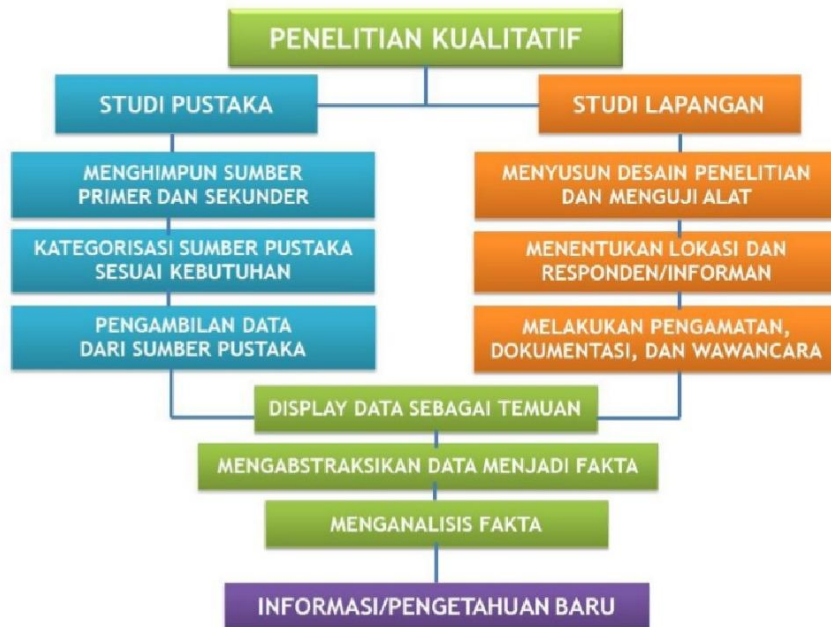 PENELITIAN KUALITATIF
STUDI PUSTAKA
MENGHIMPUN SUMBER
PRIMER DAN SEKUNDER
KATEGORISASI SUMBER PUSTAKA
SESUAI KEBUTUHAN
PENGAMBILAN DATA
DARI SUMBER PUSTAKA
STUDI LAPANGAN
MENYUSUN DESAIN PENELITIAN
DAN MENGUJI ALAT
MENENTUKAN LOKASI DAN
RESPONDEN/INFORMAN
MELAKUKAN PENGAMATAN,
DOKUMENTASI, DAN WAWANCARA
DISPLAY DATA SEBAGAI TEMUAN
MENGABSTRAKSIKAN DATA MENJADI FAKTA
MENGANALISIS FAKTA
INFORMASI/PENGETAHUAN BARU